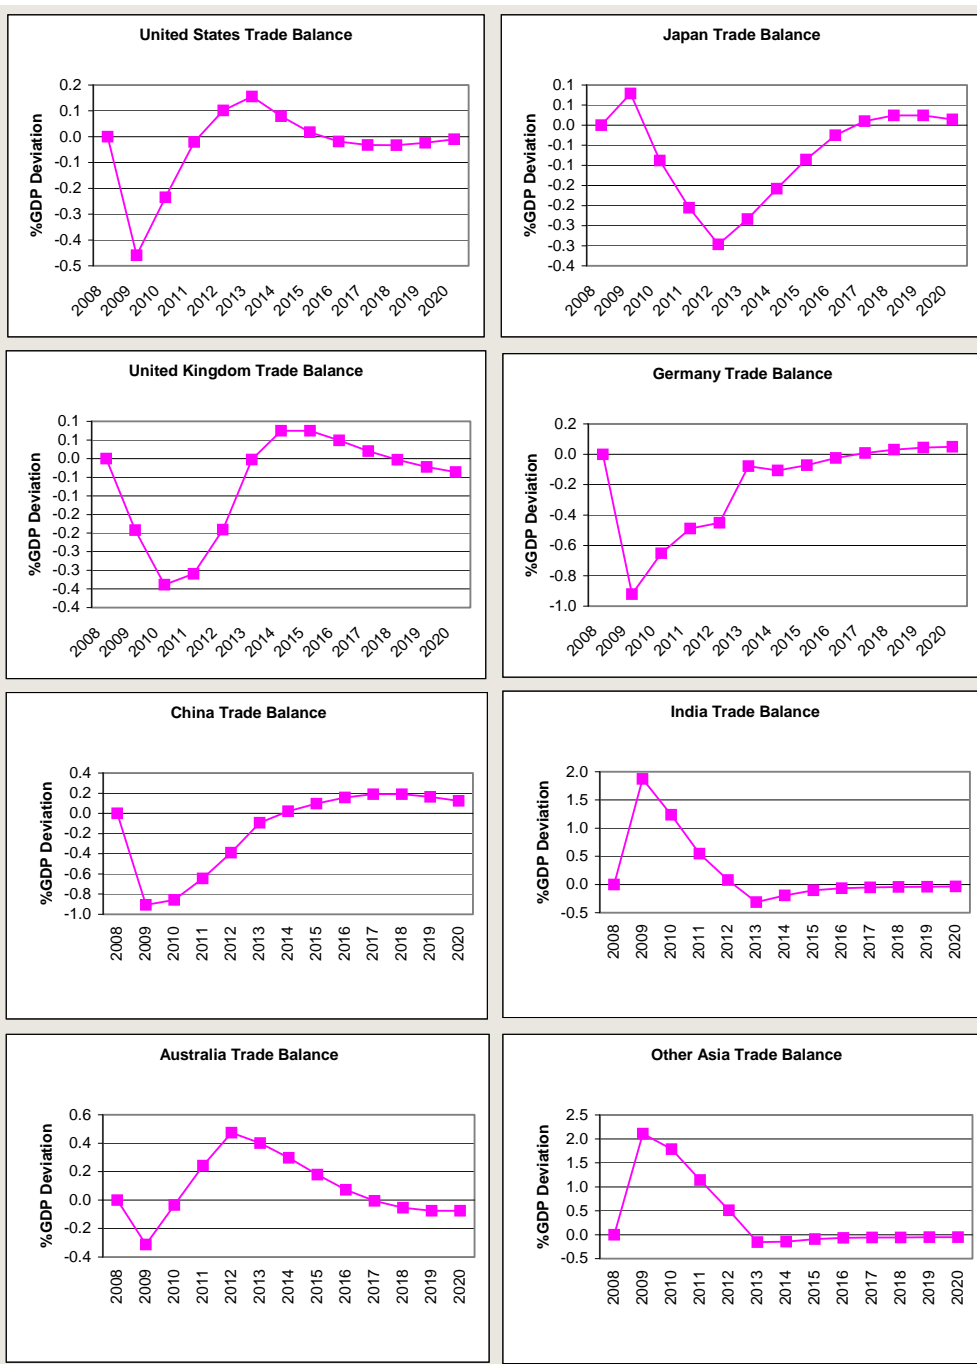 United States Trade Balance
%GDP Deviation
0.2
0.1
0.0
-0.1
-0.2
-0.3
-0.4
-0.5
2008 2009 2010 2011 2012 2013 2014 2015 2016 2017 2018 2019 2020
Japan Trade Balance
%GDP Deviation
0.1
0.1
0.0
-0.1
-0.1
-0.2
-0.2
-0.3
-0.3
-0.4
2008 2009 2010 2011 2012 2013 2014 2015 2016 2017 2018 2019 2020
United Kingdom Trade Balance
%GDP Deviation
0.1
0.1
0.0
-0.1
-0.1
-0.2
-0.2
-0.3
-0.3
-0.4
-0.4
2008 2009 2010 2011 2012 2013 2014 2015 2016 2017 2018 2019 2020
Germany Trade Balance
%GDP Deviation
0.2
0.0
-0.2
-0.4
-0.6
-0.8
-1.0
2008 2009 2010 2011 2012 2013 2014 2015 2016 2017 2018 2019 2020
China Trade Balance
%GDP Deviation
0.4
0.2
0.0
-0.2
-0.4
-0.6
-0.8
-1.0
2008 2009 2010 2011 2012 2013 2014 2015 2016 2017 2018 2019 2020
India Trade Balance
%GDP Deviation
2.0
1.5
1.0
0.5
0.0
-0.5
2008 2009 2010 2011 2012 2013 2014 2015 2016 2017 2018 2019 2020
Australia Trade Balance
%GDP Deviation
0.6
0.4
0.2
0.0
-0.2
-0.4
2008 2009 2010 2011 2012 2013 2014 2015 2016 2017 2018 2019 2020
Other Asia Trade Balance
%GDP Deviation
2.5
2.0
1.5
1.0
0.5
0.0
-0.5
2008 2009 2010 2011 2012 2013 2014 2015 2016 2017 2018 2019 2020